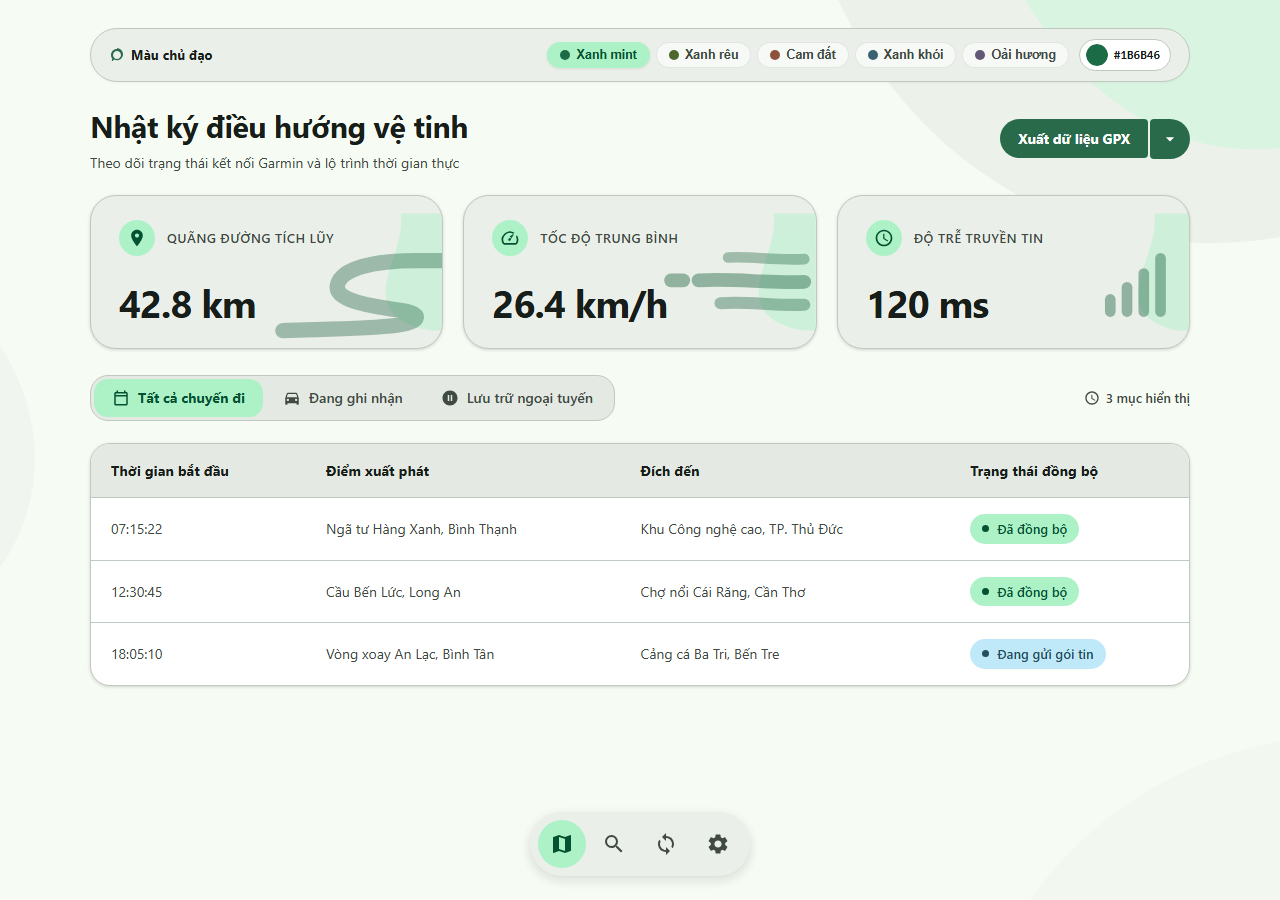 Màu chủ đạo
Xanh mint
Xanh rêu
Cam đất
Xanh khói
Oải hương
#1B6B46
Nhật ký điều hướng vệ tinh
Theo dõi trạng thái kết nối Garmin và lộ trình thời gian thực
Xuất dữ liệu GPX
QUÃNG ĐƯỜNG TÍCH LŨY
42.8 km
TỐC ĐỘ TRUNG BÌNH
26.4 km/h
ĐỘ TRỄ TRUYỀN TIN
120 ms
Tất cả chuyến đi
Đang ghi nhận
Lưu trữ ngoại tuyến
3 mục hiển thị
Thời gian bắt đầu Điểm xuất phát Đích đến Trạng thái đồng bộ
07:15:22 Ngã tư Hàng Xanh, Bình Thạnh Khu Công nghệ cao, TP. Thủ Đức Đã đồng bộ
12:30:45 Cầu Bến Lức, Long An Chợ nổi Cái Răng, Cần Thơ Đã đồng bộ
18:05:10 Vòng xoay An Lạc, Bình Tân Cảng cá Ba Tri, Bến Tre Đang gửi gói tin